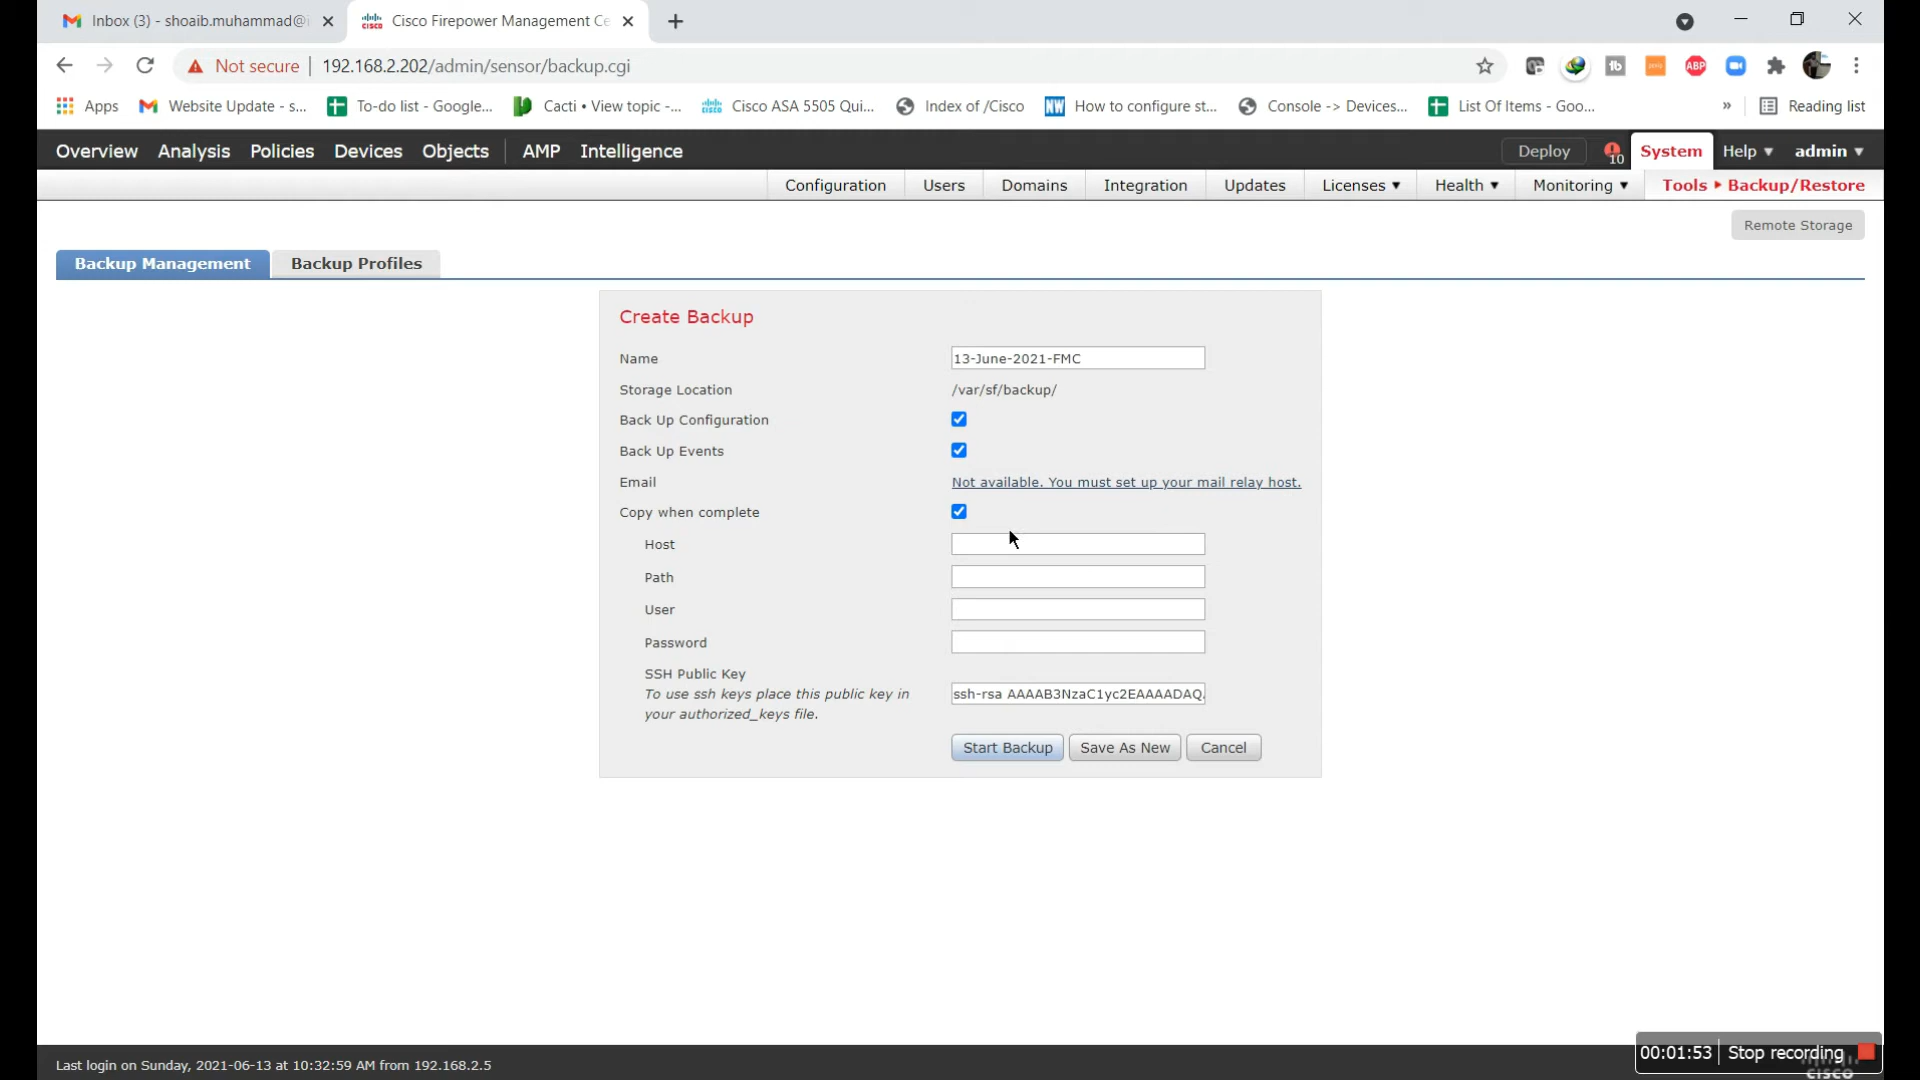 Inbox (3) - shoaib.muhammad@i
Cisco Firepower Management Ce
Not secure
192.168.2.202/admin/sensor/backup.cgi
Apps
Website Update - s...
To-do list - Google...
Cacti • View topic -...
Cisco ASA 5505 Qui...
Index of /Cisco
NW
How to configure st...
Console -> Devices...
List Of Items - Goo...
»
Reading list
Overview
Analysis
Policies
Devices
Objects
AMP
Intelligence
Deploy
10
System
Help
admin
Configuration
Users
Domains
Integration
Updates
Licenses
Health
Monitoring
Tools ▸ Backup/Restore
Remote Storage
Backup Management
Backup Profiles
Create Backup
Name
13-June-2021-FMC
Storage Location
/var/sf/backup/
Back Up Configuration
Back Up Events
Email
Not available. You must set up your mail relay host.
Copy when complete
Host
Path
User
Password
SSH Public Key
To use ssh keys place this public key in
your authorized_keys file.
ssh-rsa AAAAB3NzaC1yc2EAAAADAQ
Start Backup
Save As New
Cancel
Last login on Sunday, 2021-06-13 at 10:32:59 AM from 192.168.2.5
00:01:53
Stop recording
cisco